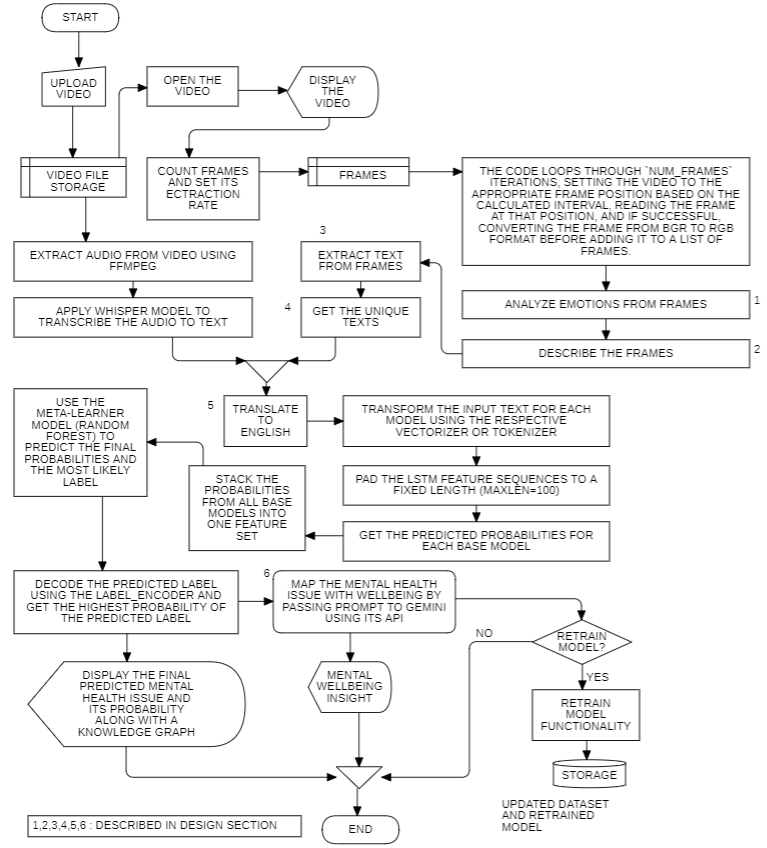 START
UPLOAD
VIDEO
OPEN THE
VIDEO
DISPLAY
THE
VIDEO
VIDEO FILE
STORAGE
COUNT FRAMES
AND SET ITS
ECTRACTION
RATE
FRAMES
THE CODE LOOPS THROUGH `NUM_FRAMES`
ITERATIONS, SETTING THE VIDEO TO THE
APPROPRIATE FRAME POSITION BASED ON THE
CALCULATED INTERVAL, READING THE FRAME
AT THAT POSITION, AND IF SUCCESSFUL,
CONVERTING THE FRAME FROM BGR TO RGB
FORMAT BEFORE ADDING IT TO A LIST OF
FRAMES.
EXTRACT AUDIO FROM VIDEO USING
FFMPEG
3
EXTRACT TEXT
FROM FRAMES
ANALYZE EMOTIONS FROM FRAMES
1
APPLY WHISPER MODEL TO
TRANSCRIBE THE AUDIO TO TEXT
4
GET THE UNIQUE
TEXTS
DESCRIBE THE FRAMES
2
USE THE
META-LEARNER
MODEL (RANDOM
FOREST) TO
PREDICT THE FINAL
PROBABILITIES AND
THE MOST LIKELY
LABEL
5
TRANSLATE
TO
ENGLISH
TRANSFORM THE INPUT TEXT FOR EACH
MODEL USING THE RESPECTIVE
VECTORIZER OR TOKENIZER
STACK THE
PROBABILITIES
FROM ALL BASE
MODELS INTO
ONE FEATURE
SET
PAD THE LSTM FEATURE SEQUENCES TO A
FIXED LENGTH (MAXLEN=100)
GET THE PREDICTED PROBABILITIES FOR
EACH BASE MODEL
DECODE THE PREDICTED LABEL
USING THE LABEL_ENCODER AND
GET THE HIGHEST PROBABILITY OF
THE PREDICTED LABEL
6
MAP THE MENTAL HEALTH
ISSUE WITH WELLBEING BY
PASSING PROMPT TO GEMINI
USING ITS API
NO
RETRAIN
MODEL?
YES
DISPLAY THE FINAL
PREDICTED MENTAL
HEALTH ISSUE AND
ITS PROBABILITY
ALONG WITH A
KNOWLEDGE GRAPH
MENTAL
WELLBEING
INSIGHT
RETRAIN
MODEL
FUNCTIONALITY
STORAGE
UPDATED DATASET
AND RETRAINED
MODEL
1,2,3,4,5,6 : DESCRIBED IN DESIGN SECTION
END